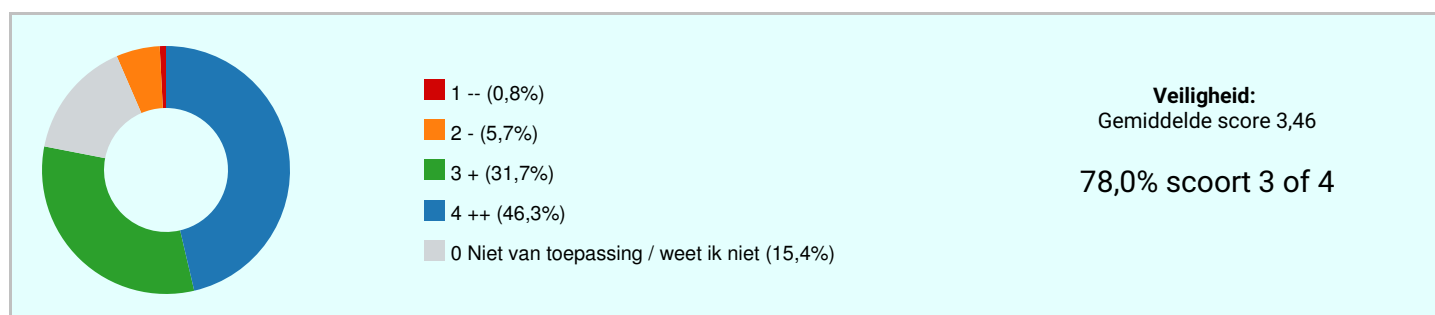 1 -- (0,8%)
2 - (5,7%)
3 + (31,7%)
4 ++ (46,3%)
0 Niet van toepassing / weet ik niet (15,4%)
Veiligheid:
Gemiddelde score 3,46
78,0% scoort 3 of 4